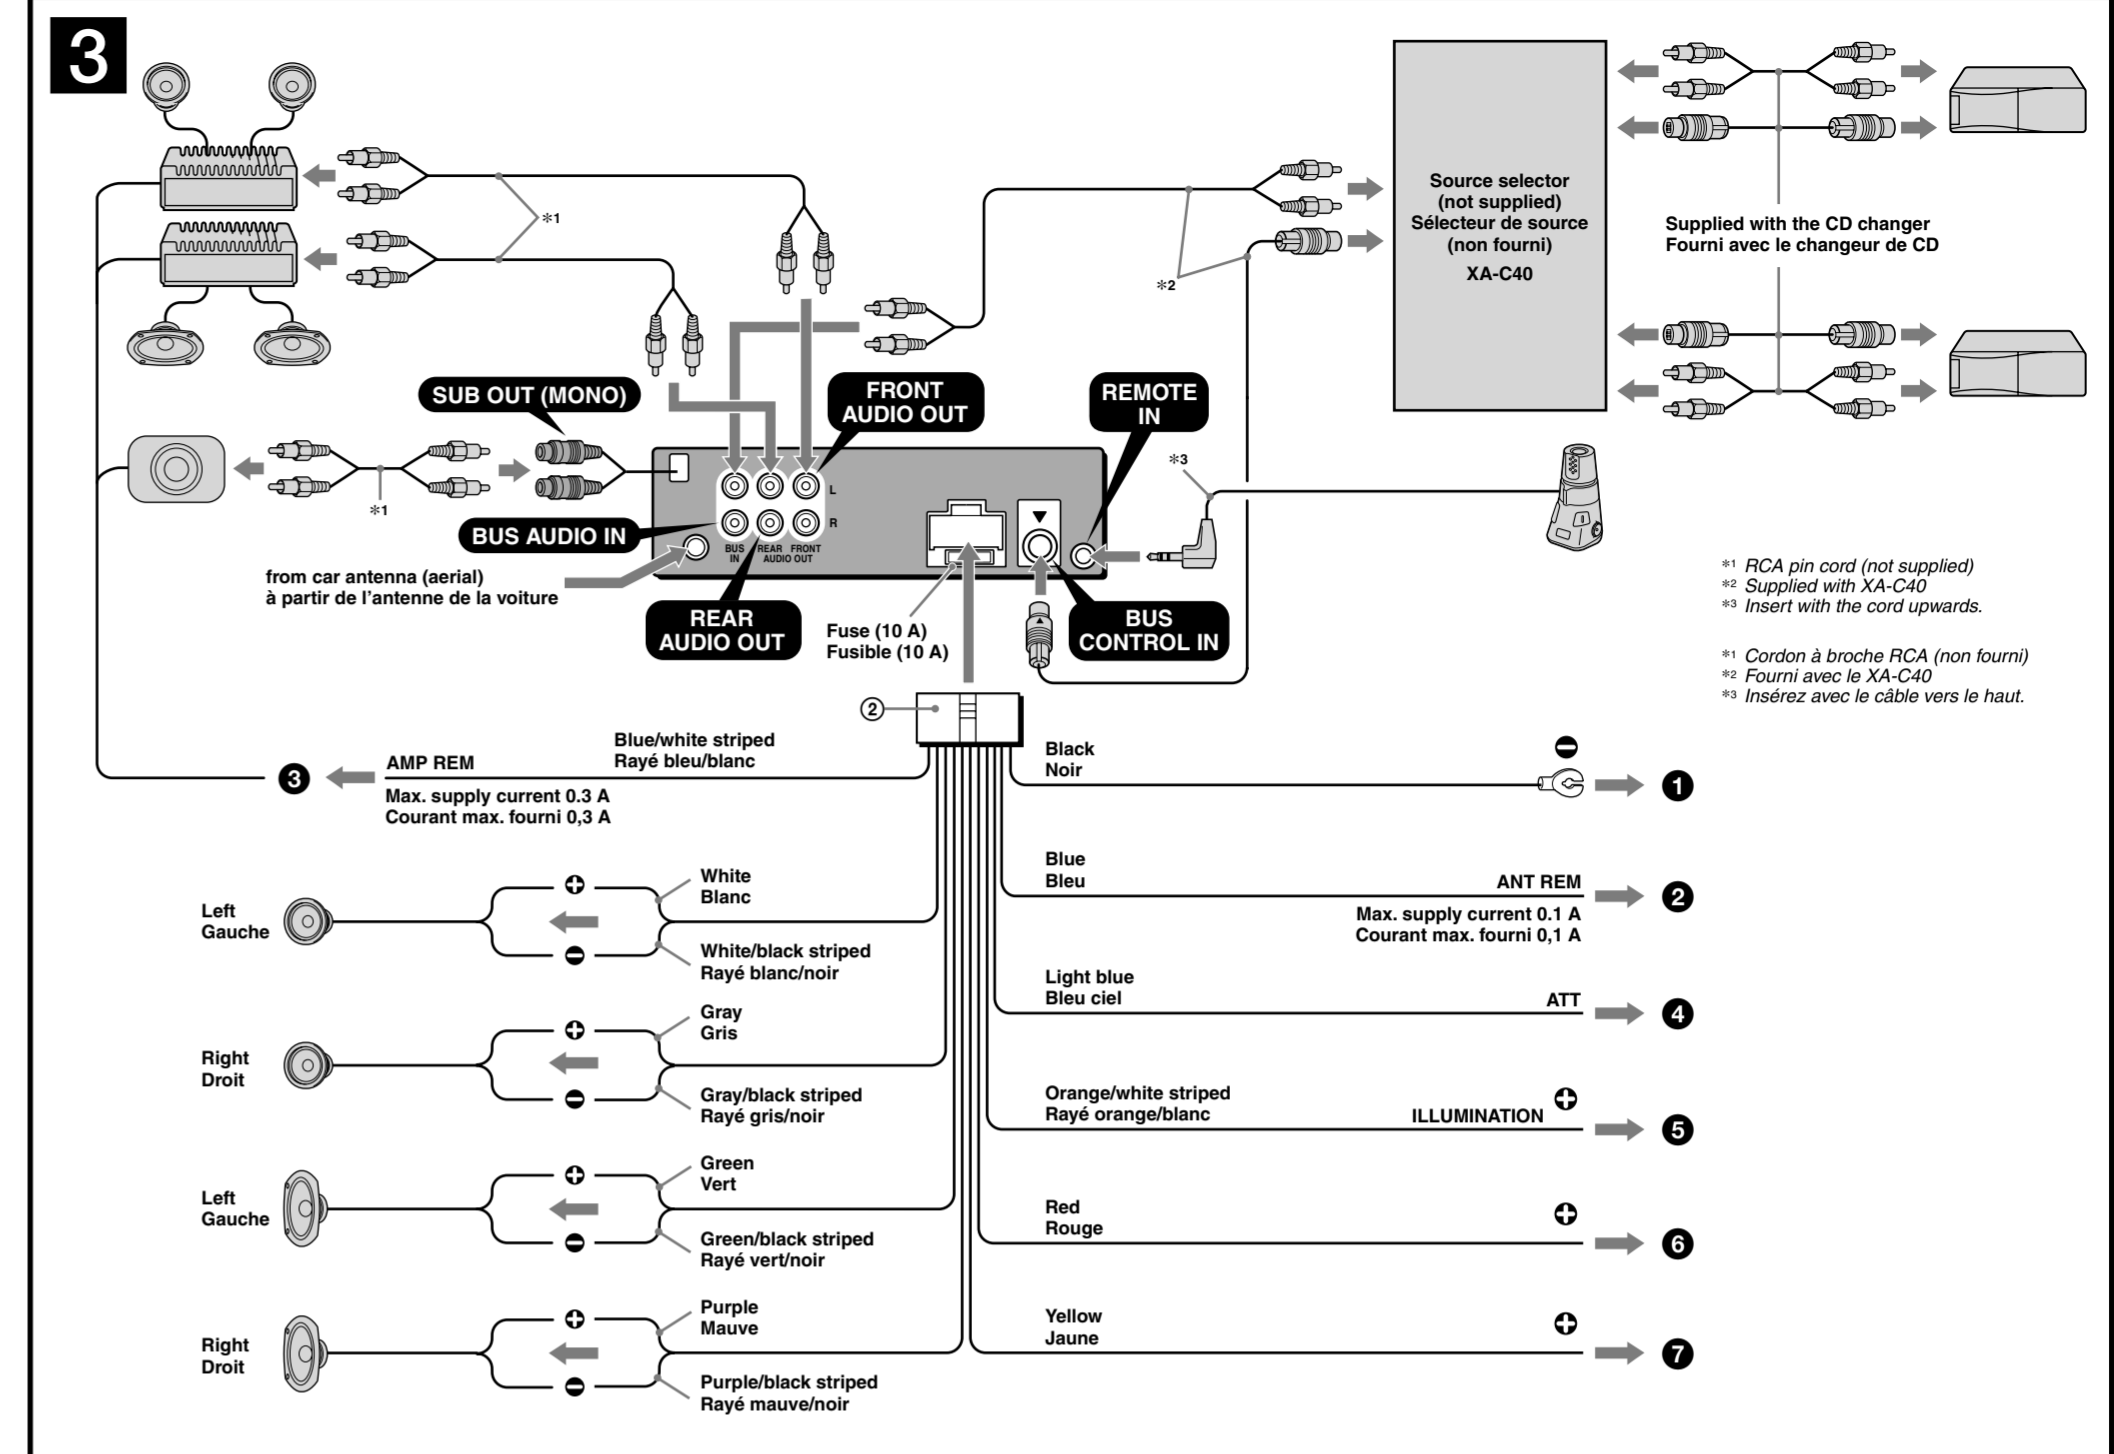 3
*1
*2
Source selector
(not supplied)
Sélecteur de source
(non fourni)
XA-C40
Supplied with the CD changer
Fourni avec le changeur de CD
SUB OUT (MONO)
FRONT
AUDIO OUT
REMOTE
IN
*3
*1
BUS AUDIO IN
L
R
BUS
IN
REAR
FRONT
AUDIO OUT
from car antenna (aerial)
à partir de l'antenne de la voiture
REAR
AUDIO OUT
Fuse (10 A)
Fusible (10 A)
BUS
CONTROL IN
*1 RCA pin cord (not supplied)
*2 Supplied with XA-C40
*3 Insert with the cord upwards.
*1 Cordon à broche RCA (non fourni)
*2 Fourni avec le XA-C40
*3 Insérez avec le câble vers le haut.
2
Blue/white striped
Rayé bleu/blanc
3
AMP REM
Max. supply current 0.3 A
Courant max. fourni 0,3 A
Black
Noir
−
1
Blue
Bleu
ANT REM
2
Max. supply current 0.1 A
Courant max. fourni 0,1 A
Light blue
Bleu ciel
ATT
4
Orange/white striped
Rayé orange/blanc
ILLUMINATION
+
5
Red
Rouge
+
6
Yellow
Jaune
+
7
Left
Gauche
+
−
White
Blanc
White/black striped
Rayé blanc/noir
Right
Droit
+
−
Gray
Gris
Gray/black striped
Rayé gris/noir
Left
Gauche
+
−
Green
Vert
Green/black striped
Rayé vert/noir
Right
Droit
+
−
Purple
Mauve
Purple/black striped
Rayé mauve/noir